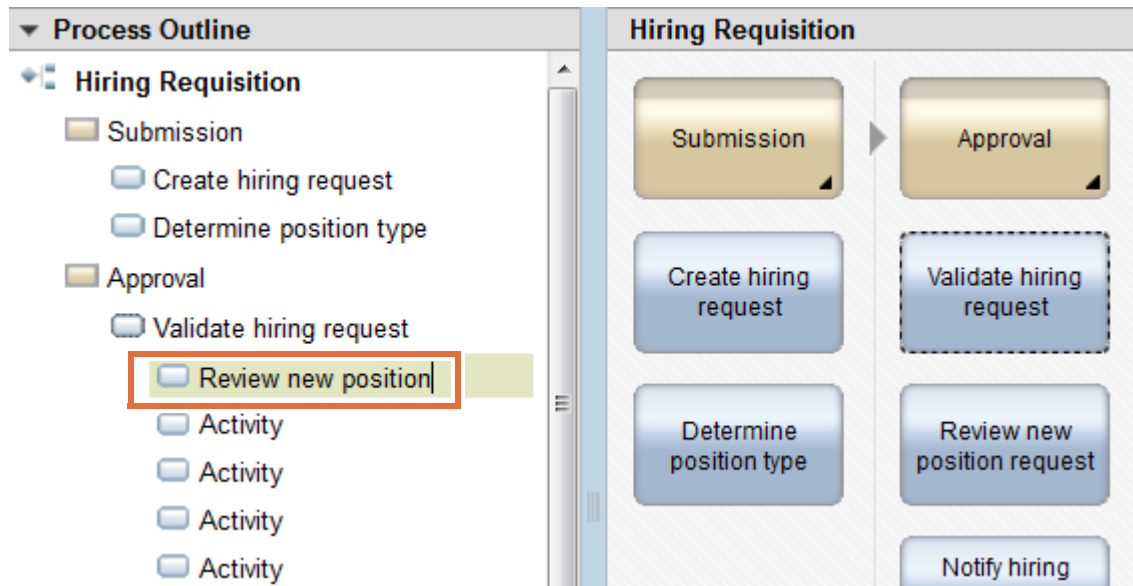 Process Outline
Hiring Requisition
Submission
Create hiring request
Determine position type
Approval
Validate hiring request
Review new position
Activity
Activity
Activity
Activity
Hiring Requisition
Submission
Approval
Create hiring
request
Validate hiring
request
Determine
position type
Review new
position request
Notify hiring